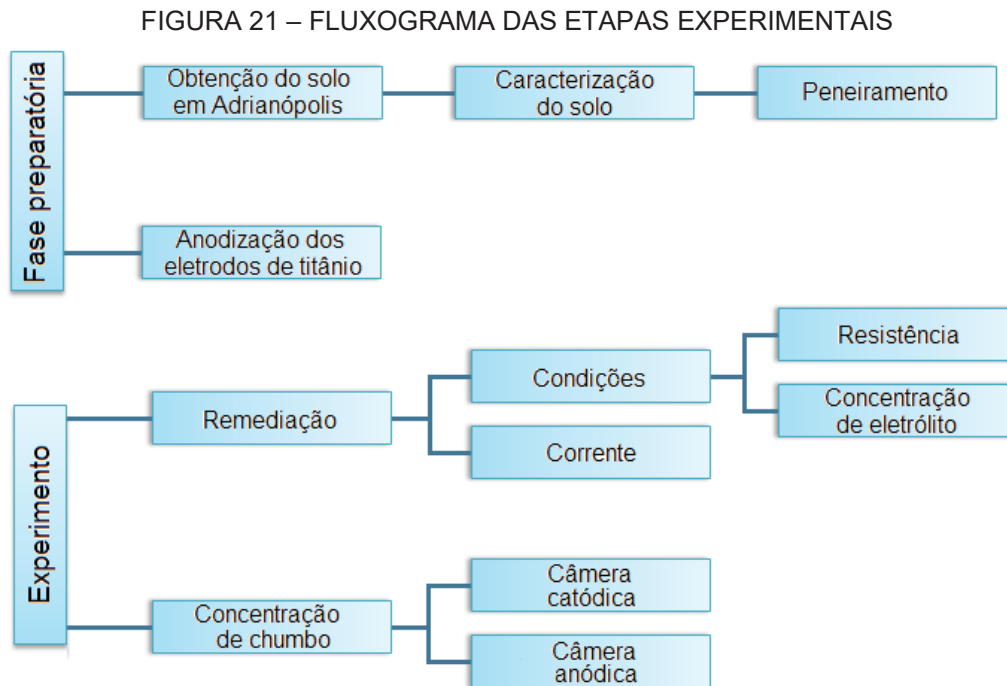 FIGURA 21 – FLUXOGRAMA DAS ETAPAS EXPERIMENTAIS
Fase preparatória
Obtenção do solo
em Adrianópolis
Caracterização
do solo
Peneiramento
Anodização dos
eletrodos de titânio
Experimento
Remediação
Condições
Resistência
Concentração
de eletrólito
Corrente
Concentração
de chumbo
Câmera
catódica
Câmera
anódica